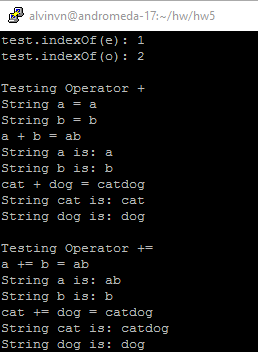 alvinvn@andromeda-17:~/hw/hw5
test.indexOf(e): 1
test.indexOf(o): 2
Testing Operator +
String a = a
String b = b
a + b = ab
String a is: a
String b is: b
cat + dog = catdog
String cat is: cat
String dog is: dog
Testing Operator +=
a += b = ab
String a is: ab
String b is: b
cat += dog = catdog
String cat is: catdog
String dog is: dog